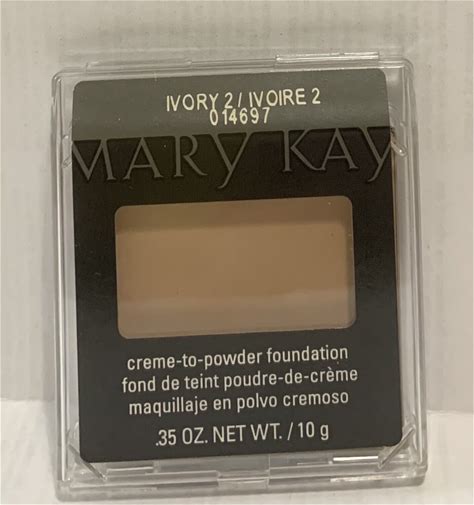 IVORY 2 / IVOIRE 2
014697
MARY KAY
creme-to-powder foundation
fond de teint poudre-de-crème
maquillaje en polvo cremoso
.35 OZ. NET WT. / 10 g